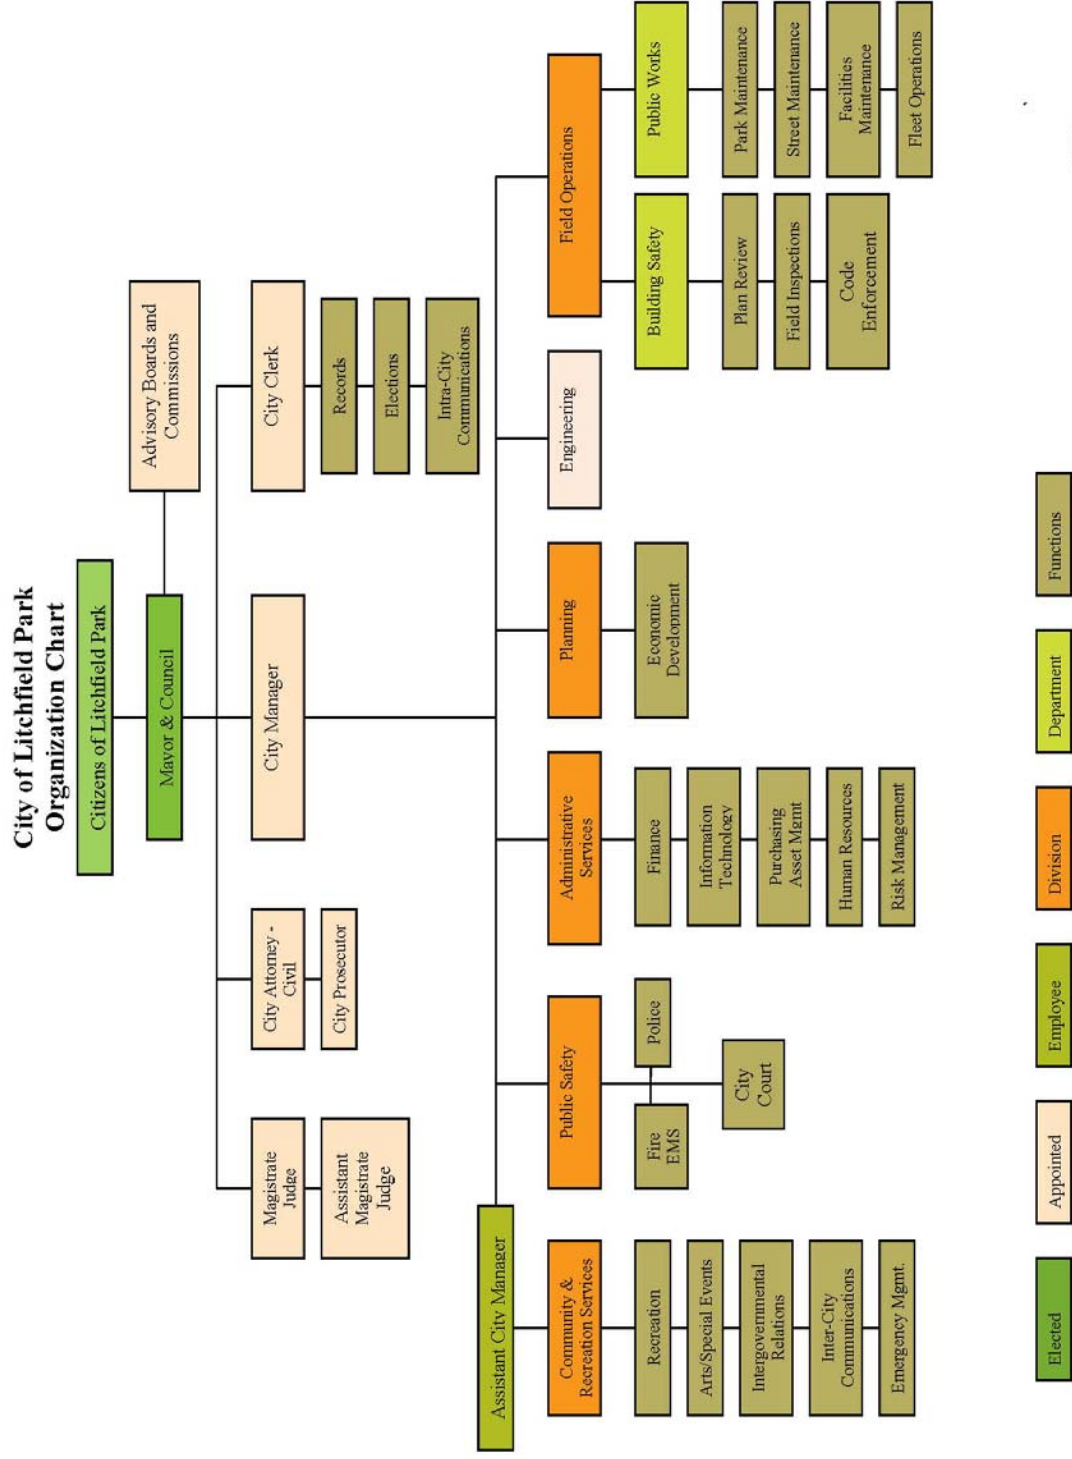 City of Litchfield Park
Organization Chart
Citizens of Litchfield Park
Mayor & Council
Advisory Boards and
Commissions
Magistrate
Judge
Assistant
Magistrate
Judge
City Attorney -
Civil
City Prosecutor
City Manager
City Clerk
Records
Elections
Intra-City
Communications
Assistant City Manager
Community &
Recreation Services
Recreation
Arts/Special Events
Intergovernmental
Relations
Inter-City
Communications
Emergency Mgmt.
Public Safety
Fire
EMS
Police
City
Court
Administrative
Services
Finance
Information
Technology
Purchasing
Asset Mgmt
Human Resources
Risk Management
Planning
Economic
Development
Engineering
Field Operations
Building Safety
Plan Review
Field Inspections
Code
Enforcement
Public Works
Park Maintenance
Street Maintenance
Facilities
Maintenance
Fleet Operations
Elected
Appointed
Employee
Division
Department
Functions